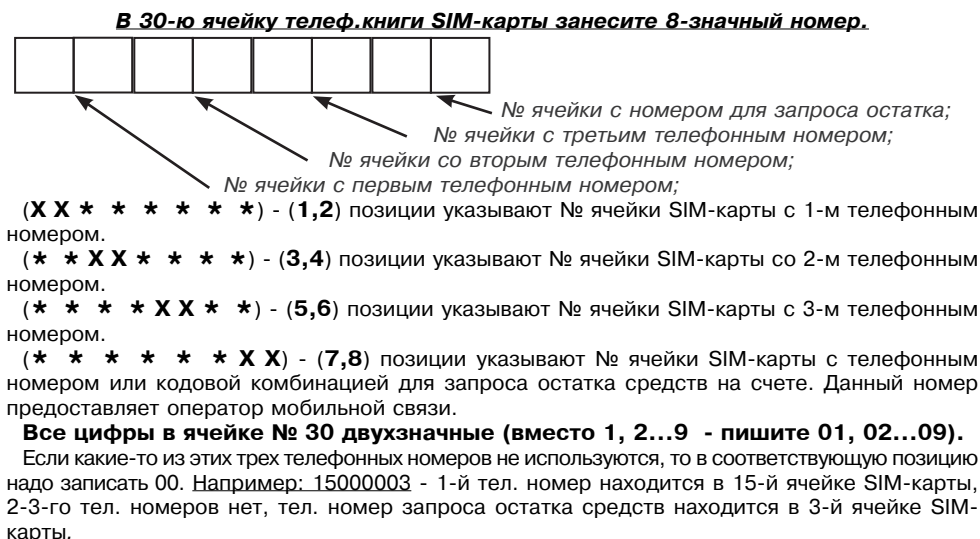 В 30-ю ячейку телеф.книги SIM-карты занесите 8-значный номер.
№ ячейки с номером для запроса остатка;
№ ячейки с третьим телефонным номером;
№ ячейки со вторым телефонным номером;
№ ячейки с первым телефонным номером;
(X X * * * * * *) - (1,2) позиции указывают № ячейки SIM-карты с 1-м телефонным
номером.
(* * X X * * * *) - (3,4) позиции указывают № ячейки SIM-карты со 2-м телефонным
номером.
(* * * * X X * *) - (5,6) позиции указывают № ячейки SIM-карты с 3-м телефонным
номером.
(* * * * * * X X) - (7,8) позиции указывают № ячейки SIM-карты с телефонным
номером или кодовой комбинацией для запроса остатка средств на счете. Данный номер
предоставляет оператор мобильной связи.
Все цифры в ячейке № 30 двухзначные (вместо 1, 2...9 - пишите 01, 02...09).
Если какие-то из этих трех телефонных номеров не используются, то в соответствующую позицию
надо записать 00. Например: 15000003 - 1-й тел. номер находится в 15-й ячейке SIM-карты,
2-3-го тел. номеров нет, тел. номер запроса остатка средств находится в 3-й ячейке SIM-
карты.